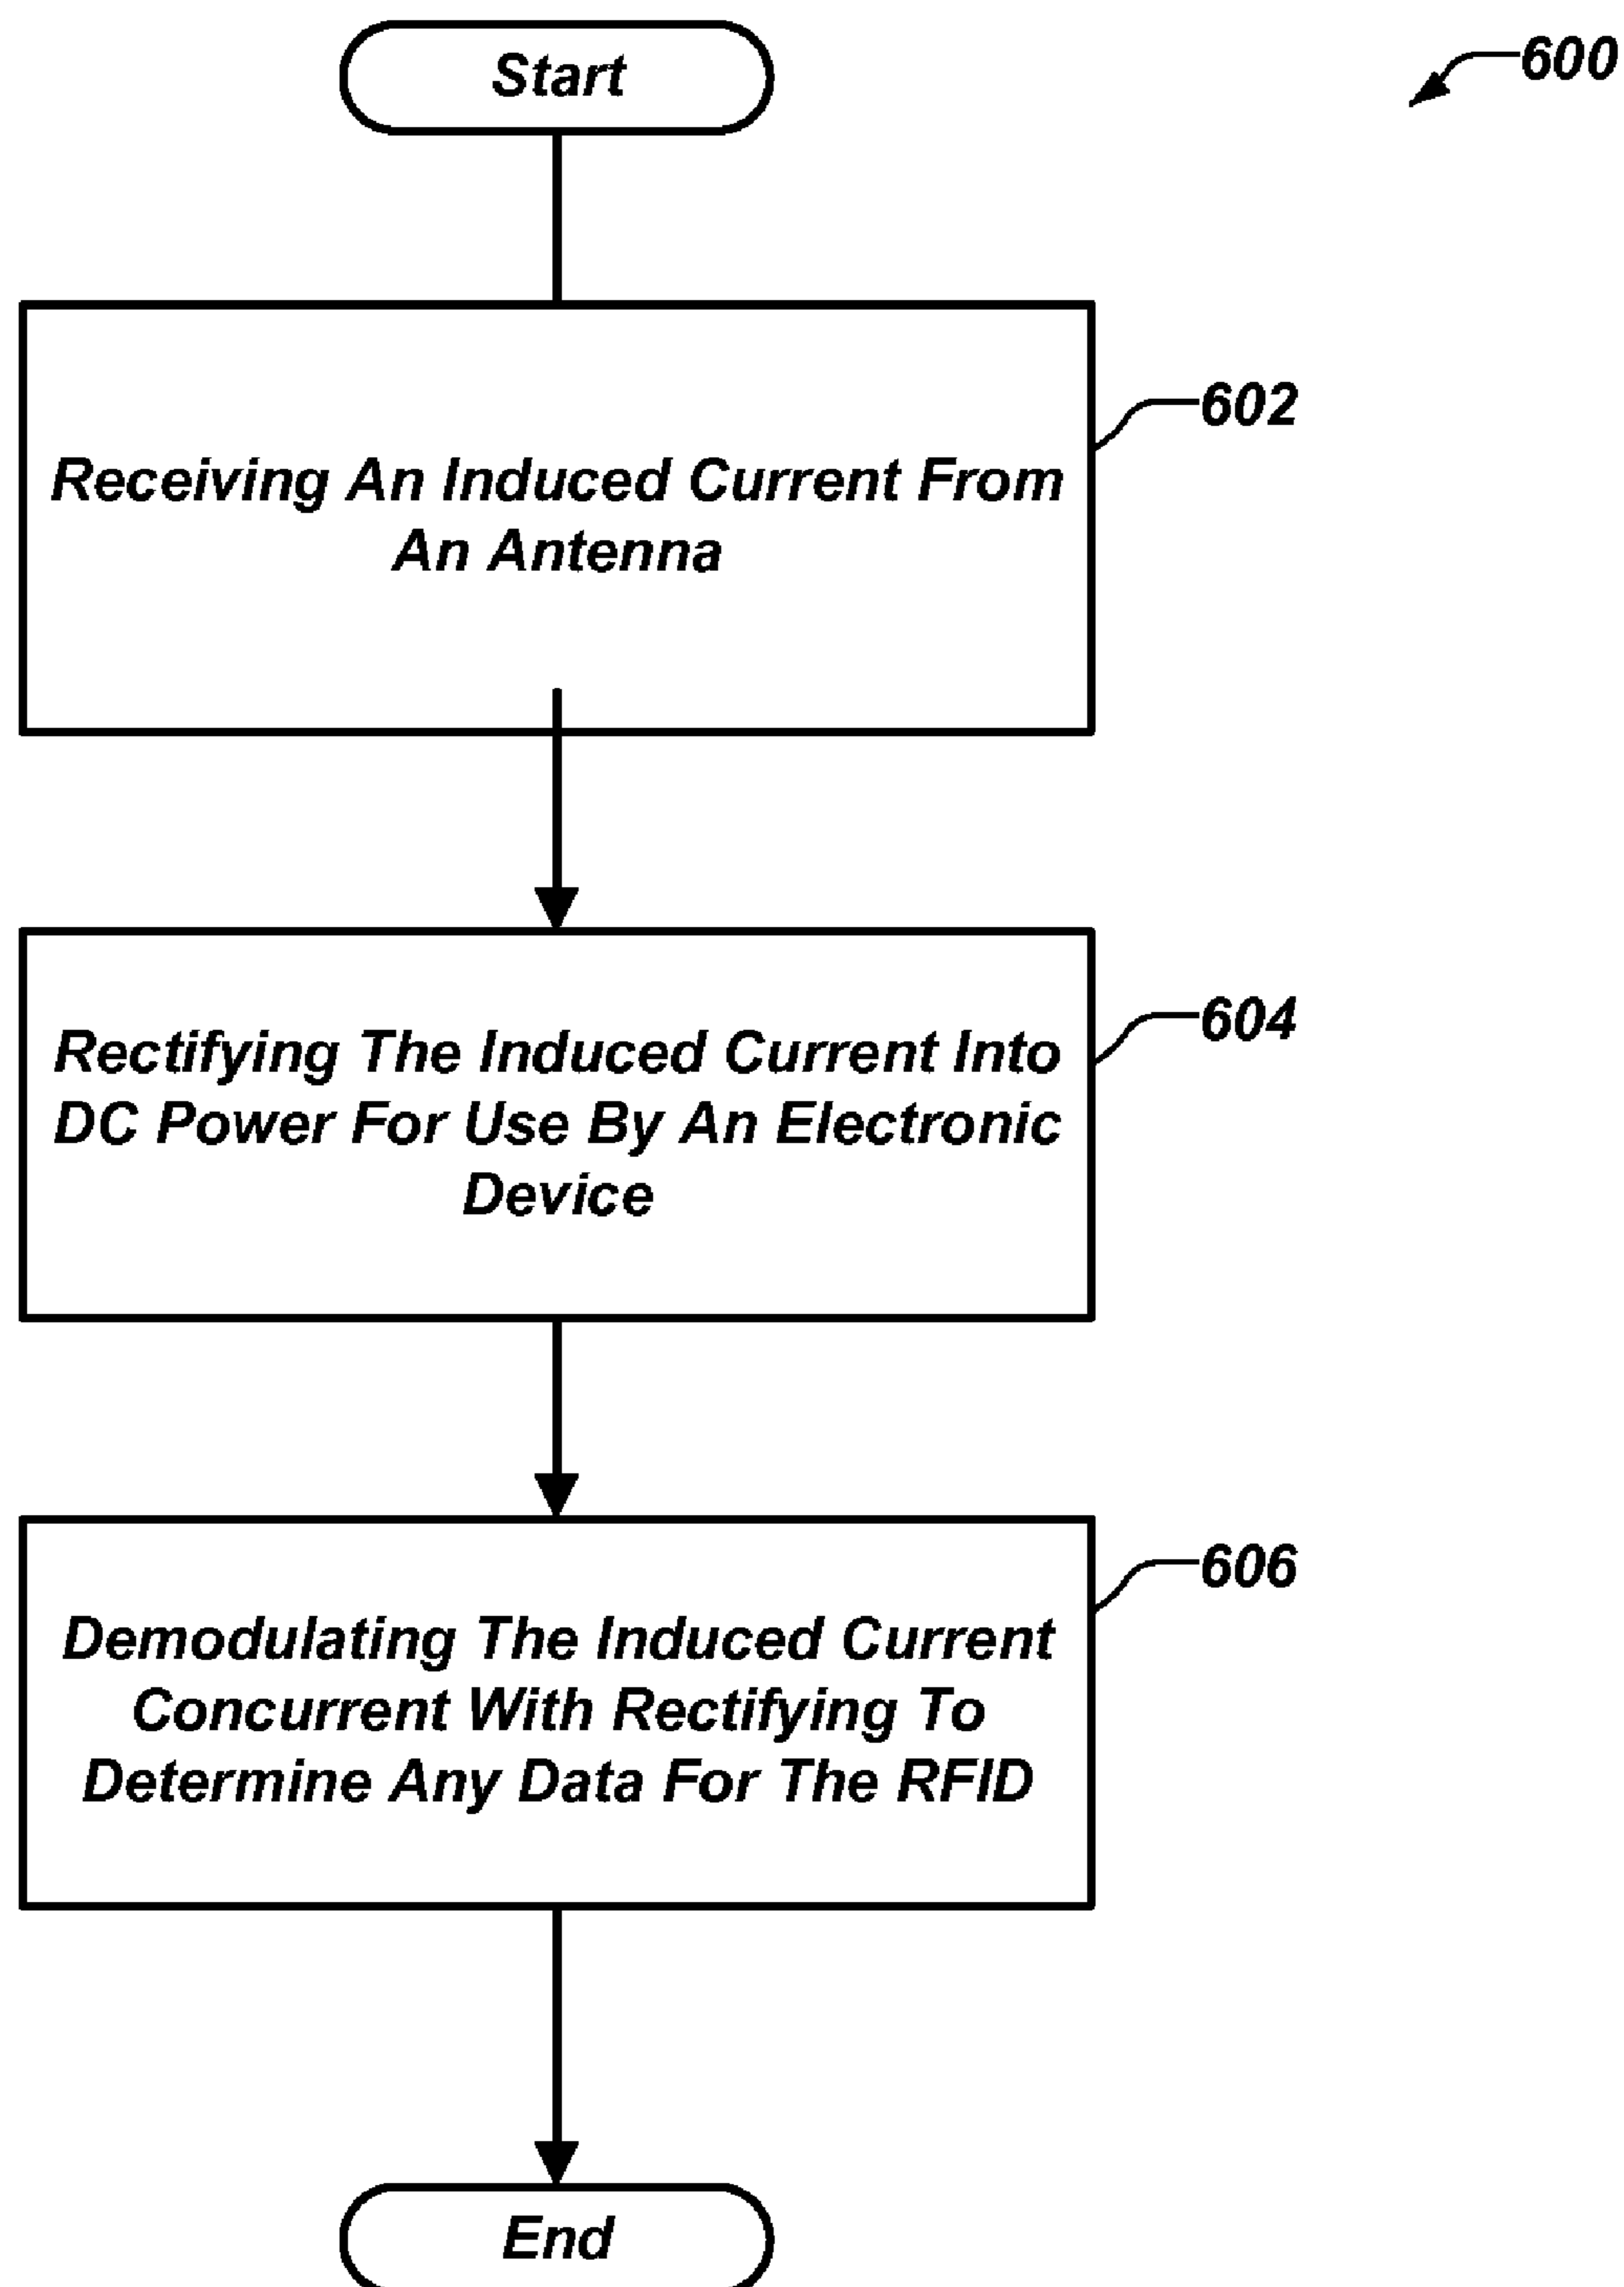 Start
600
Receiving An Induced Current From
An Antenna
602
Rectifying The Induced Current Into
DC Power For Use By An Electronic
Device
604
Demodulating The Induced Current
Concurrent With Rectifying To
Determine Any Data For The RFID
606
End